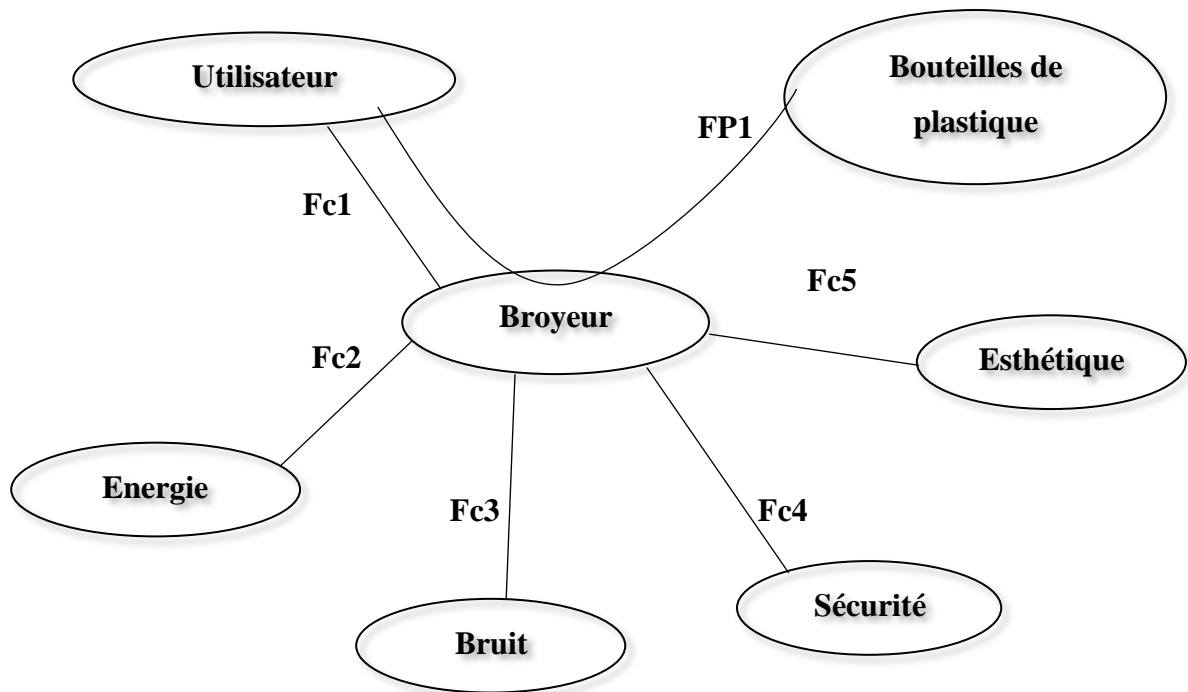 Utilisateur
Bouteilles de
plastique
FP1
Fc1
Fc5
Broyeur
Fc2
Esthétique
Energie
Fc3
Fc4
Sécurité
Bruit